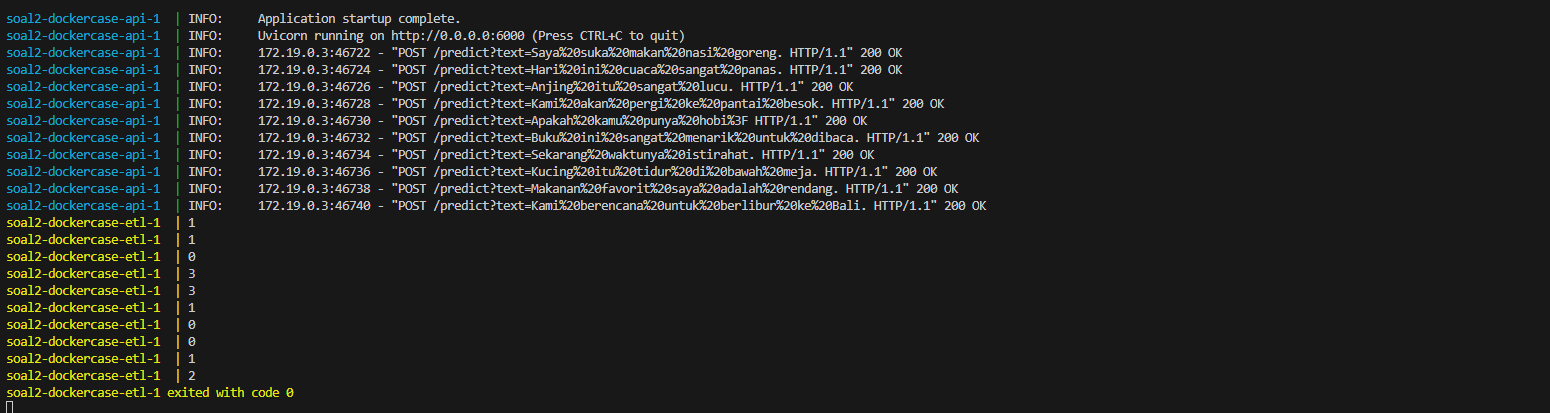 soal2-dockercase-api-1  | INFO:     Application startup complete.
soal2-dockercase-api-1  | INFO:     Uvicorn running on http://0.0.0.0:6000 (Press CTRL+C to quit)
soal2-dockercase-api-1  | INFO:     172.19.0.3:46722 - "POST /predict?text=Saya%20suka%20makan%20nasi%20goreng. HTTP/1.1" 200 OK
soal2-dockercase-api-1  | INFO:     172.19.0.3:46724 - "POST /predict?text=Hari%20ini%20cuaca%20sangat%20panas. HTTP/1.1" 200 OK
soal2-dockercase-api-1  | INFO:     172.19.0.3:46726 - "POST /predict?text=Anjing%20itu%20sangat%20lucu. HTTP/1.1" 200 OK
soal2-dockercase-api-1  | INFO:     172.19.0.3:46728 - "POST /predict?text=Kami%20akan%20pergi%20ke%20pantai%20besok. HTTP/1.1" 200 OK
soal2-dockercase-api-1  | INFO:     172.19.0.3:46730 - "POST /predict?text=Apakah%20kamu%20punya%20hobi%3F HTTP/1.1" 200 OK
soal2-dockercase-api-1  | INFO:     172.19.0.3:46732 - "POST /predict?text=Buku%20ini%20sangat%20menarik%20untuk%20dibaca. HTTP/1.1" 200 OK
soal2-dockercase-api-1  | INFO:     172.19.0.3:46734 - "POST /predict?text=Sekarang%20waktunya%20istirahat. HTTP/1.1" 200 OK
soal2-dockercase-api-1  | INFO:     172.19.0.3:46736 - "POST /predict?text=Kucing%20itu%20tidur%20di%20bawah%20meja. HTTP/1.1" 200 OK
soal2-dockercase-api-1  | INFO:     172.19.0.3:46738 - "POST /predict?text=Makanan%20favorit%20saya%20adalah%20rendang. HTTP/1.1" 200 OK
soal2-dockercase-api-1  | INFO:     172.19.0.3:46740 - "POST /predict?text=Kami%20berencana%20untuk%20berlibur%20ke%20Bali. HTTP/1.1" 200 OK
soal2-dockercase-etl-1  | 1
soal2-dockercase-etl-1  | 1
soal2-dockercase-etl-1  | 0
soal2-dockercase-etl-1  | 3
soal2-dockercase-etl-1  | 3
soal2-dockercase-etl-1  | 1
soal2-dockercase-etl-1  | 0
soal2-dockercase-etl-1  | 0
soal2-dockercase-etl-1  | 1
soal2-dockercase-etl-1  | 2
soal2-dockercase-etl-1 exited with code 0